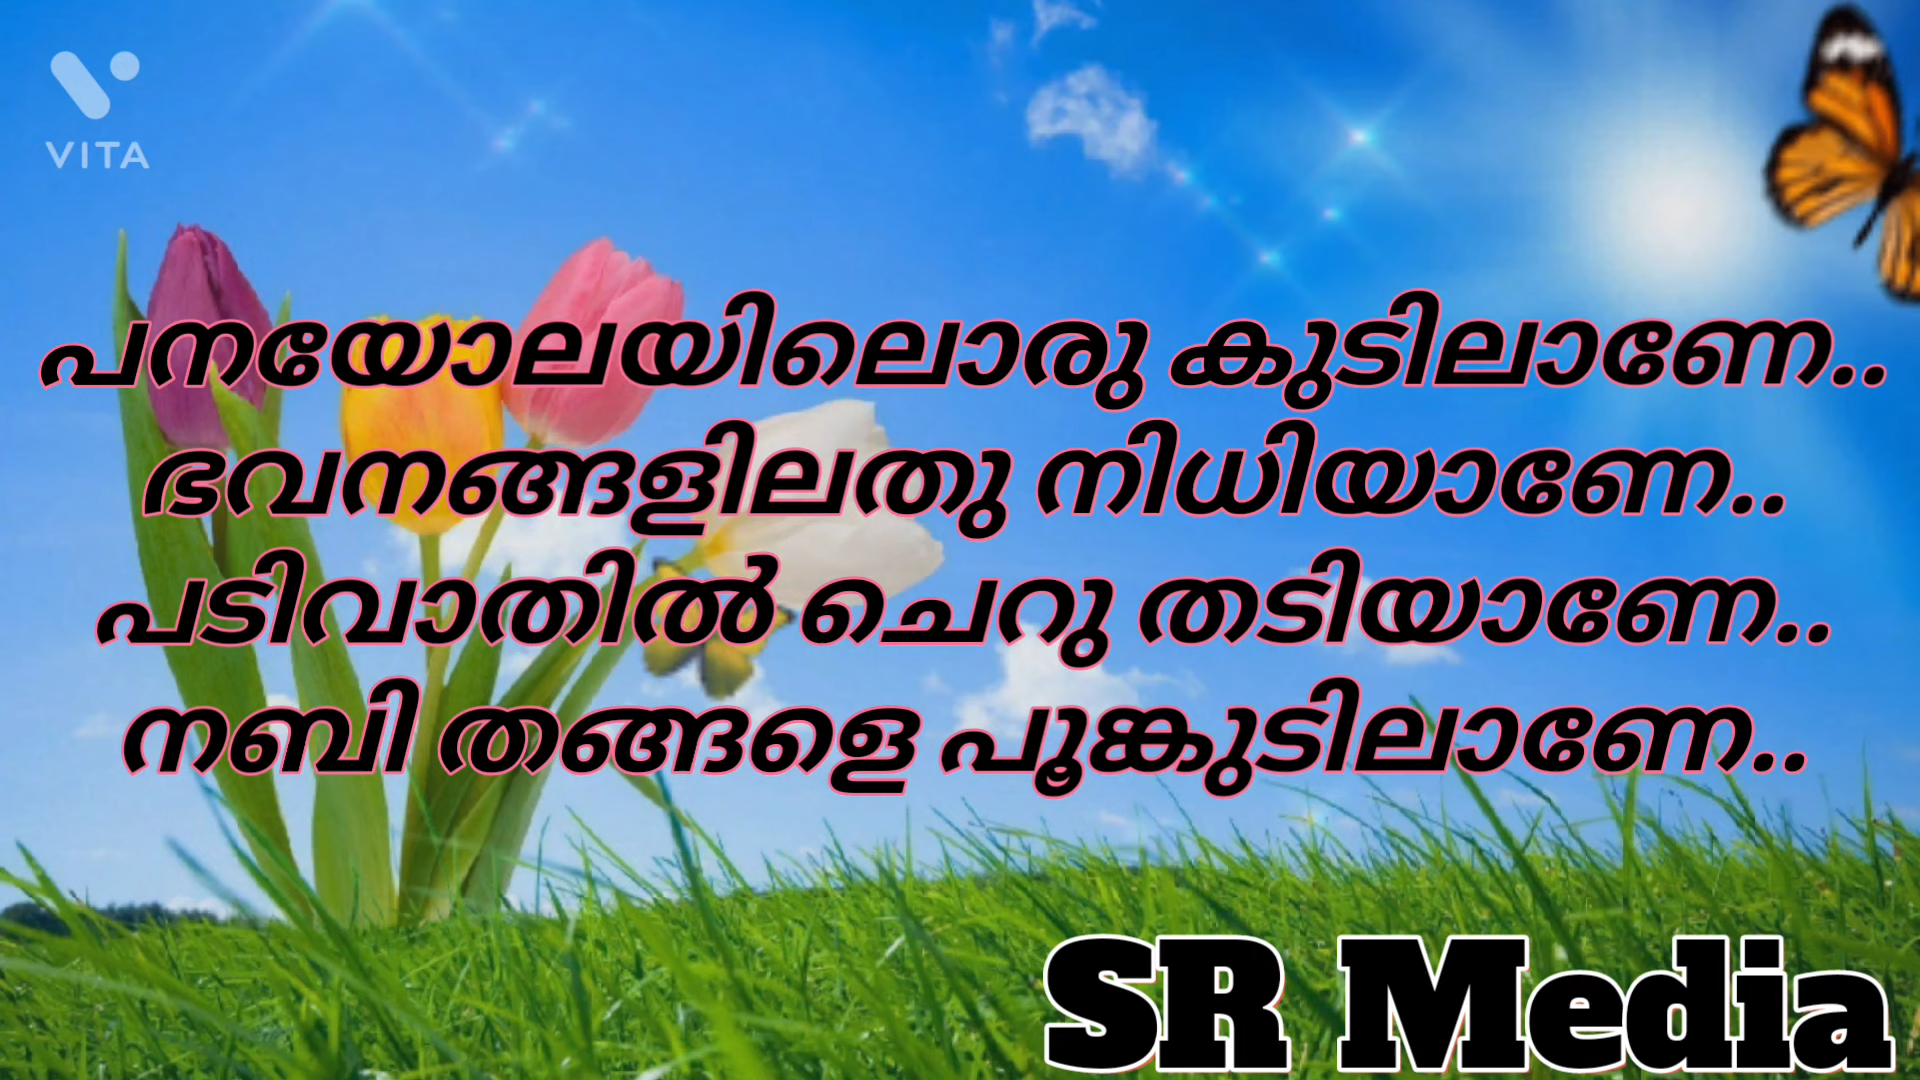 VITA
പനയോലയിലൊരു കുടിലാണേ..
ഭവനങ്ങളിലതു നിധിയാണേ..
പടിവാതിൽ ചെറു തടിയാണേ..
നബി തങ്ങളെ പൂങ്കുടിലാണേ..
SR Media